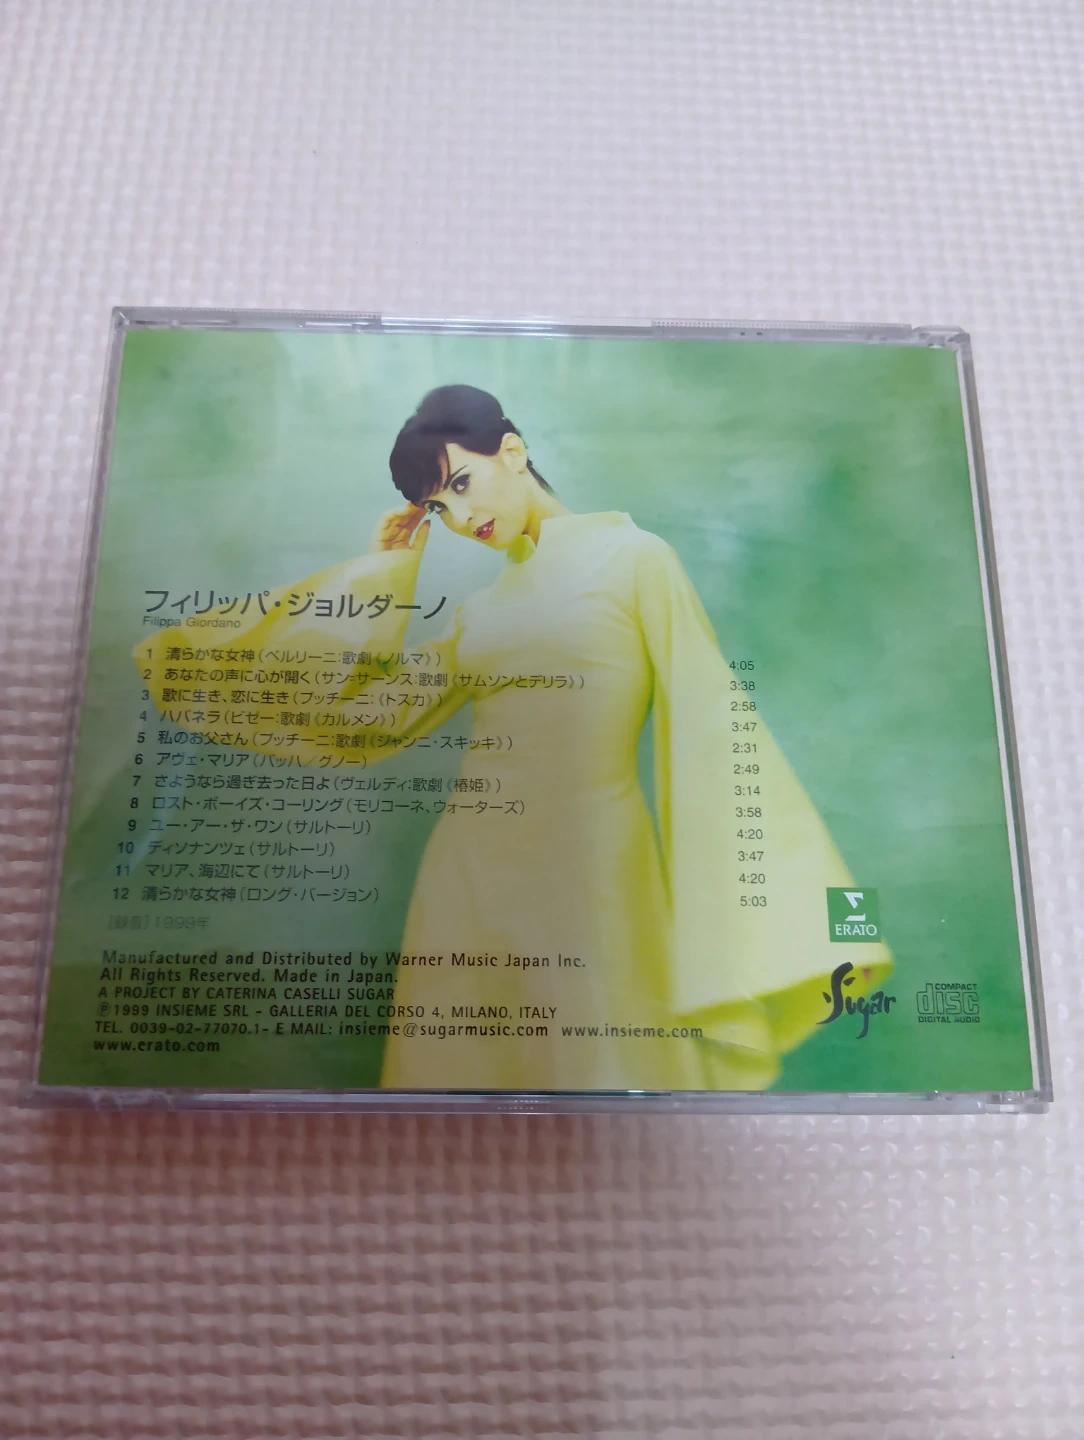 フィリッパ・ジョルダーノ
Filippa Giordano
1 清らかな女神(ベルリーニ:歌劇《ノルマ》) 4:05
2 あなたの声に心が開く(サン=サーンス:歌劇《サムソンとデリラ》) 3:38
3 歌に生き、恋に生き(プッチーニ:《トスカ》) 2:58
4 ハバネラ(ビゼー:歌劇《カルメン》) 3:47
5 私のお父さん(プッチーニ:歌劇《ジャンニ・スキッキ》) 2:31
6 アヴェ・マリア(バッハ/グノー) 2:49
7 さようなら過ぎ去った日よ(ヴェルディ:歌劇《椿姫》) 3:14
8 ロスト・ボーイズ・コーリング(モリコーネ、ウォーターズ) 3:58
9 ユー・アー・ザ・ワン(サルトーリ) 4:20
10 ディソナンツェ(サルトーリ) 3:47
11 マリア、海辺にて(サルトーリ) 4:20
12 清らかな女神(ロング・バージョン) 5:03
[録音]1999年
Manufactured and Distributed by Warner Music Japan Inc.
All Rights Reserved. Made in Japan.
A PROJECT BY CATERINA CASELLI SUGAR
℗1999 INSIEME SRL - GALLERIA DEL CORSO 4, MILANO, ITALY
TEL. 0039-02-77070.1- E MAIL: insieme@sugarmusic.com www.insieme.com
www.erato.com
ERATO
Sugar
COMPACT
disc
DIGITAL AUDIO